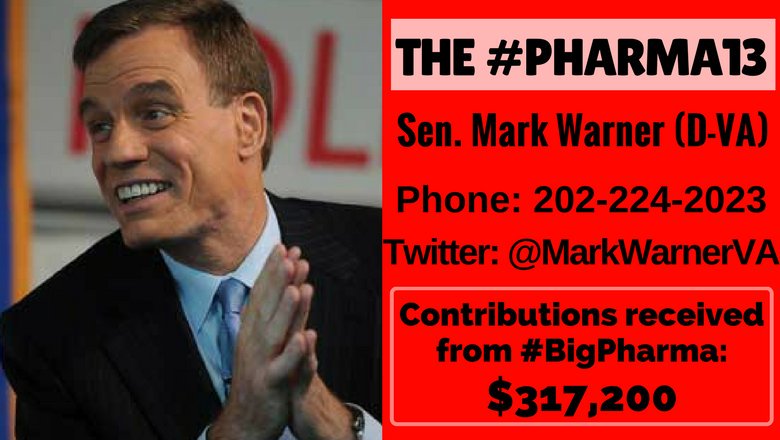 THE #PHARMA13
Sen. Mark Warner (D-VA)
Phone: 202-224-2023
Twitter: @MarkWarnerVA
Contributions received
from #BigPharma:
$317,200